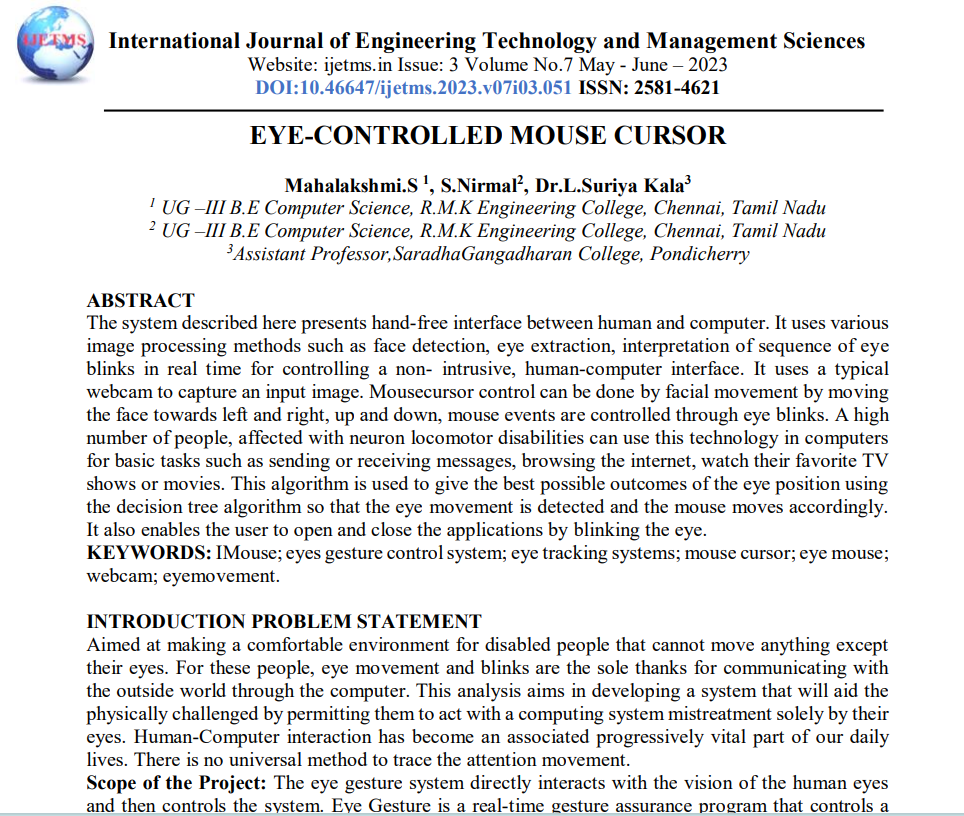 IJETMS
International Journal of Engineering Technology and Management Sciences
Website: ijetms.in Issue: 3 Volume No.7 May - June – 2023
DOI:10.46647/ijetms.2023.v07i03.051 ISSN: 2581-4621
EYE-CONTROLLED MOUSE CURSOR
Mahalakshmi.S ¹, S.Nirmal², Dr.L.Suriya Kala³
¹ UG –III B.E Computer Science, R.M.K Engineering College, Chennai, Tamil Nadu
² UG –III B.E Computer Science, R.M.K Engineering College, Chennai, Tamil Nadu
³Assistant Professor,SaradhaGangadharan College, Pondicherry
ABSTRACT
The system described here presents hand-free interface between human and computer. It uses various
image processing methods such as face detection, eye extraction, interpretation of sequence of eye
blinks in real time for controlling a non- intrusive, human-computer interface. It uses a typical
webcam to capture an input image. Mousecursor control can be done by facial movement by moving
the face towards left and right, up and down, mouse events are controlled through eye blinks. A high
number of people, affected with neuron locomotor disabilities can use this technology in computers
for basic tasks such as sending or receiving messages, browsing the internet, watch their favorite TV
shows or movies. This algorithm is used to give the best possible outcomes of the eye position using
the decision tree algorithm so that the eye movement is detected and the mouse moves accordingly.
It also enables the user to open and close the applications by blinking the eye.
KEYWORDS: IMouse; eyes gesture control system; eye tracking systems; mouse cursor; eye mouse;
webcam; eyemovement.
INTRODUCTION PROBLEM STATEMENT
Aimed at making a comfortable environment for disabled people that cannot move anything except
their eyes. For these people, eye movement and blinks are the sole thanks for communicating with
the outside world through the computer. This analysis aims in developing a system that will aid the
physically challenged by permitting them to act with a computing system mistreatment solely by their
eyes. Human-Computer interaction has become an associated progressively vital part of our daily
lives. There is no universal method to trace the attention movement.
Scope of the Project: The eye gesture system directly interacts with the vision of the human eyes
and then controls the system. Eye Gesture is a real-time gesture assurance program that controls a